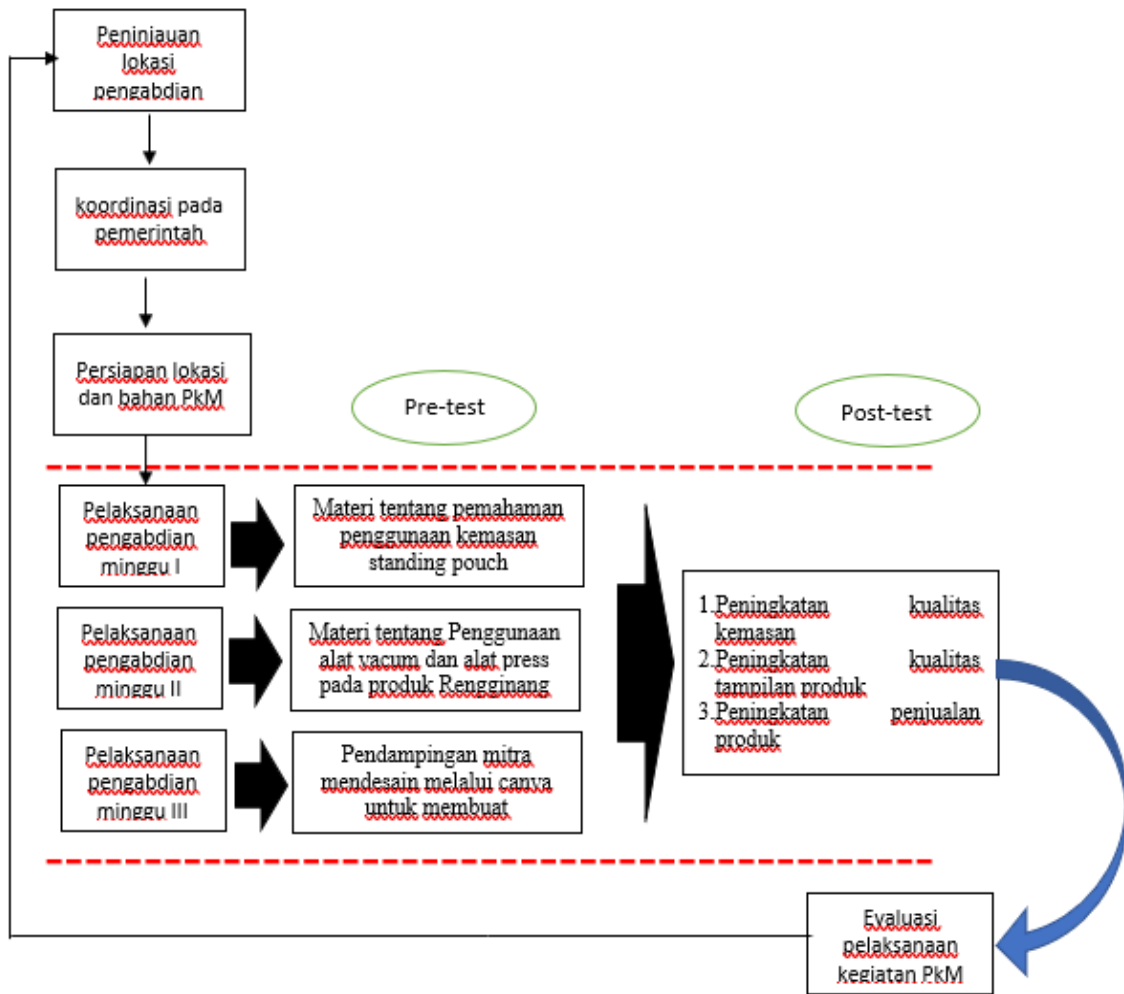 Peniniauan
lokasi
pengabdian
koordinasi pada
pemerintah
Persiapan lokasi
dan bahan PkM
Pre-test
Post-test
Pelaksanaan
pengabdian
minggu I
Materi tentang pemahaman
penggunaan kemasan
standing pouch
Pelaksanaan
pengabdian
minggu II
Materi tentang Penggunaan
alat vacum dan alat press
pada produk Rengginang
Pelaksanaan
pengabdian
minggu III
Pendampingan mitra
mendesain melalui canva
untuk membuat
1.Peningkatan kualitas
kemasan
2.Peningkatan kualitas
tampilan produk
3.Peningkatan penjualan
produk
Evaluasi
pelaksanaan
kegiatan PkM